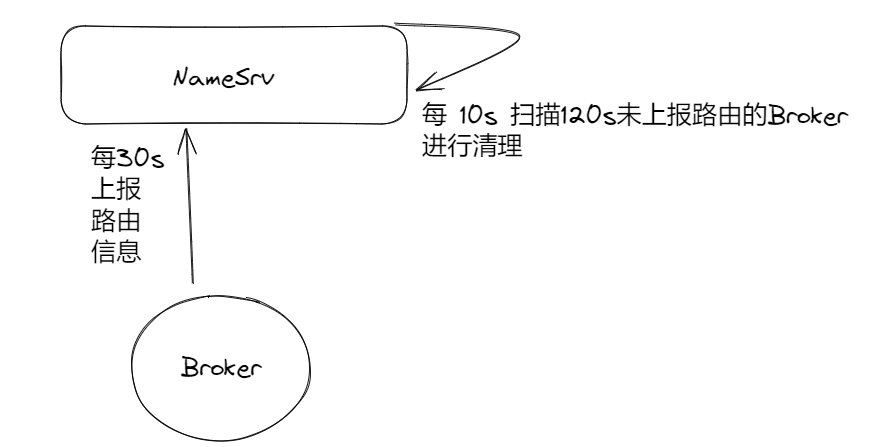 NameSrv
每 10s 扫描120s未上报路由的Broker
进行清理
每30s
上报
路由
信息
Broker